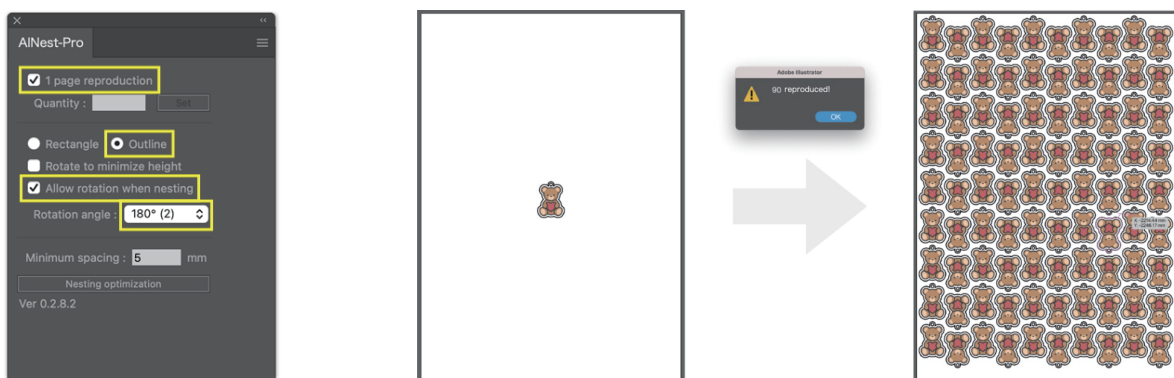 AINest-Pro
1 page reproduction
Quantity :
Set
Rectangle
Outline
Rotate to minimize height
Allow rotation when nesting
Rotation angle : 180° (2)
Minimum spacing : 5 mm
Nesting optimization
Ver 0.2.8.2
Adobe Illustrator
90 reproduced!
OK